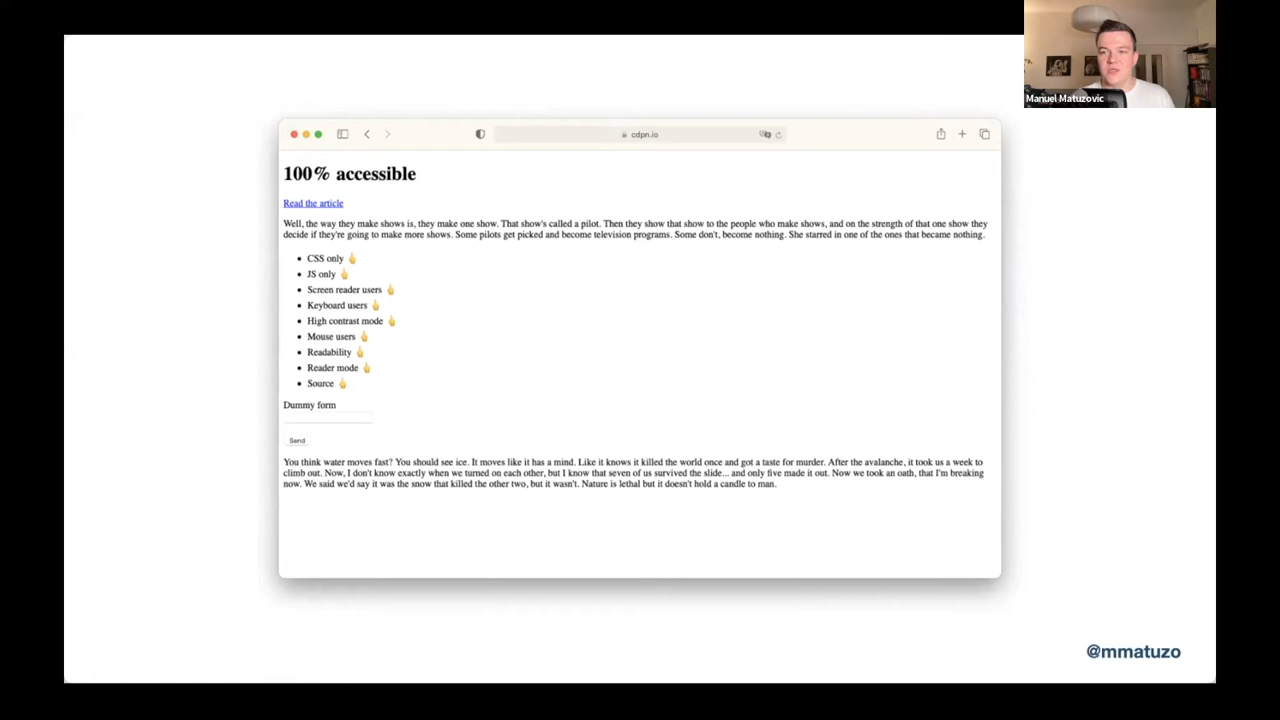 Manuel Matuzovic
cdpn.io
100% accessible
Read the article
Well, the way they make shows is, they make one show. That show's called a pilot. Then they show that show to the people who make shows, and on the strength of that one show they
decide if they're going to make more shows. Some pilots get picked and become television programs. Some don't, become nothing. She starred in one of the ones that became nothing.
• CSS only 👆
• JS only 👆
• Screen reader users 👆
• Keyboard users 👆
• High contrast mode 👆
• Mouse users 👆
• Readability 👆
• Reader mode 👆
• Source 👆
Dummy form
Send
You think water moves fast? You should see ice. It moves like it has a mind. Like it knows it killed the world once and got a taste for murder. After the avalanche, it took us a week to
climb out. Now, I don't know exactly when we turned on each other, but I know that seven of us survived the slide... and only five made it out. Now we took an oath, that I'm breaking
now. We said we'd say it was the snow that killed the other two, but it wasn't. Nature is lethal but it doesn't hold a candle to man.
@mmatuzo